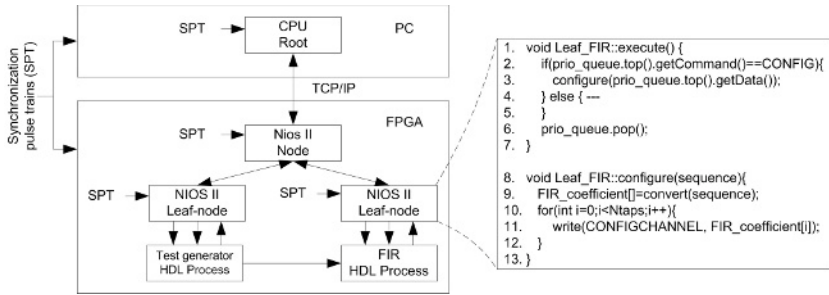 Synchronization
pulse trains (SPT)
SPT
CPU
Root
PC
TCP/IP
FPGA
SPT
Nios II
Node
SPT
NIOS II
Leaf-node
SPT
NIOS II
Leaf-node
Test generator
HDL Process
FIR
HDL Process
1. void Leaf_FIR::execute() {
2. if(prio_queue.top().getCommand()==CONFIG){
3. configure(prio_queue.top().getData());
4. } else { ---
5. }
6. prio_queue.pop();
7. }
8. void Leaf_FIR::configure(sequence){
9. FIR_coefficient[]=convert(sequence);
10. for(int i=0;i<Ntaps;i++){
11. write(CONFIGCHANNEL, FIR_coefficient[i]);
12. }
13. }